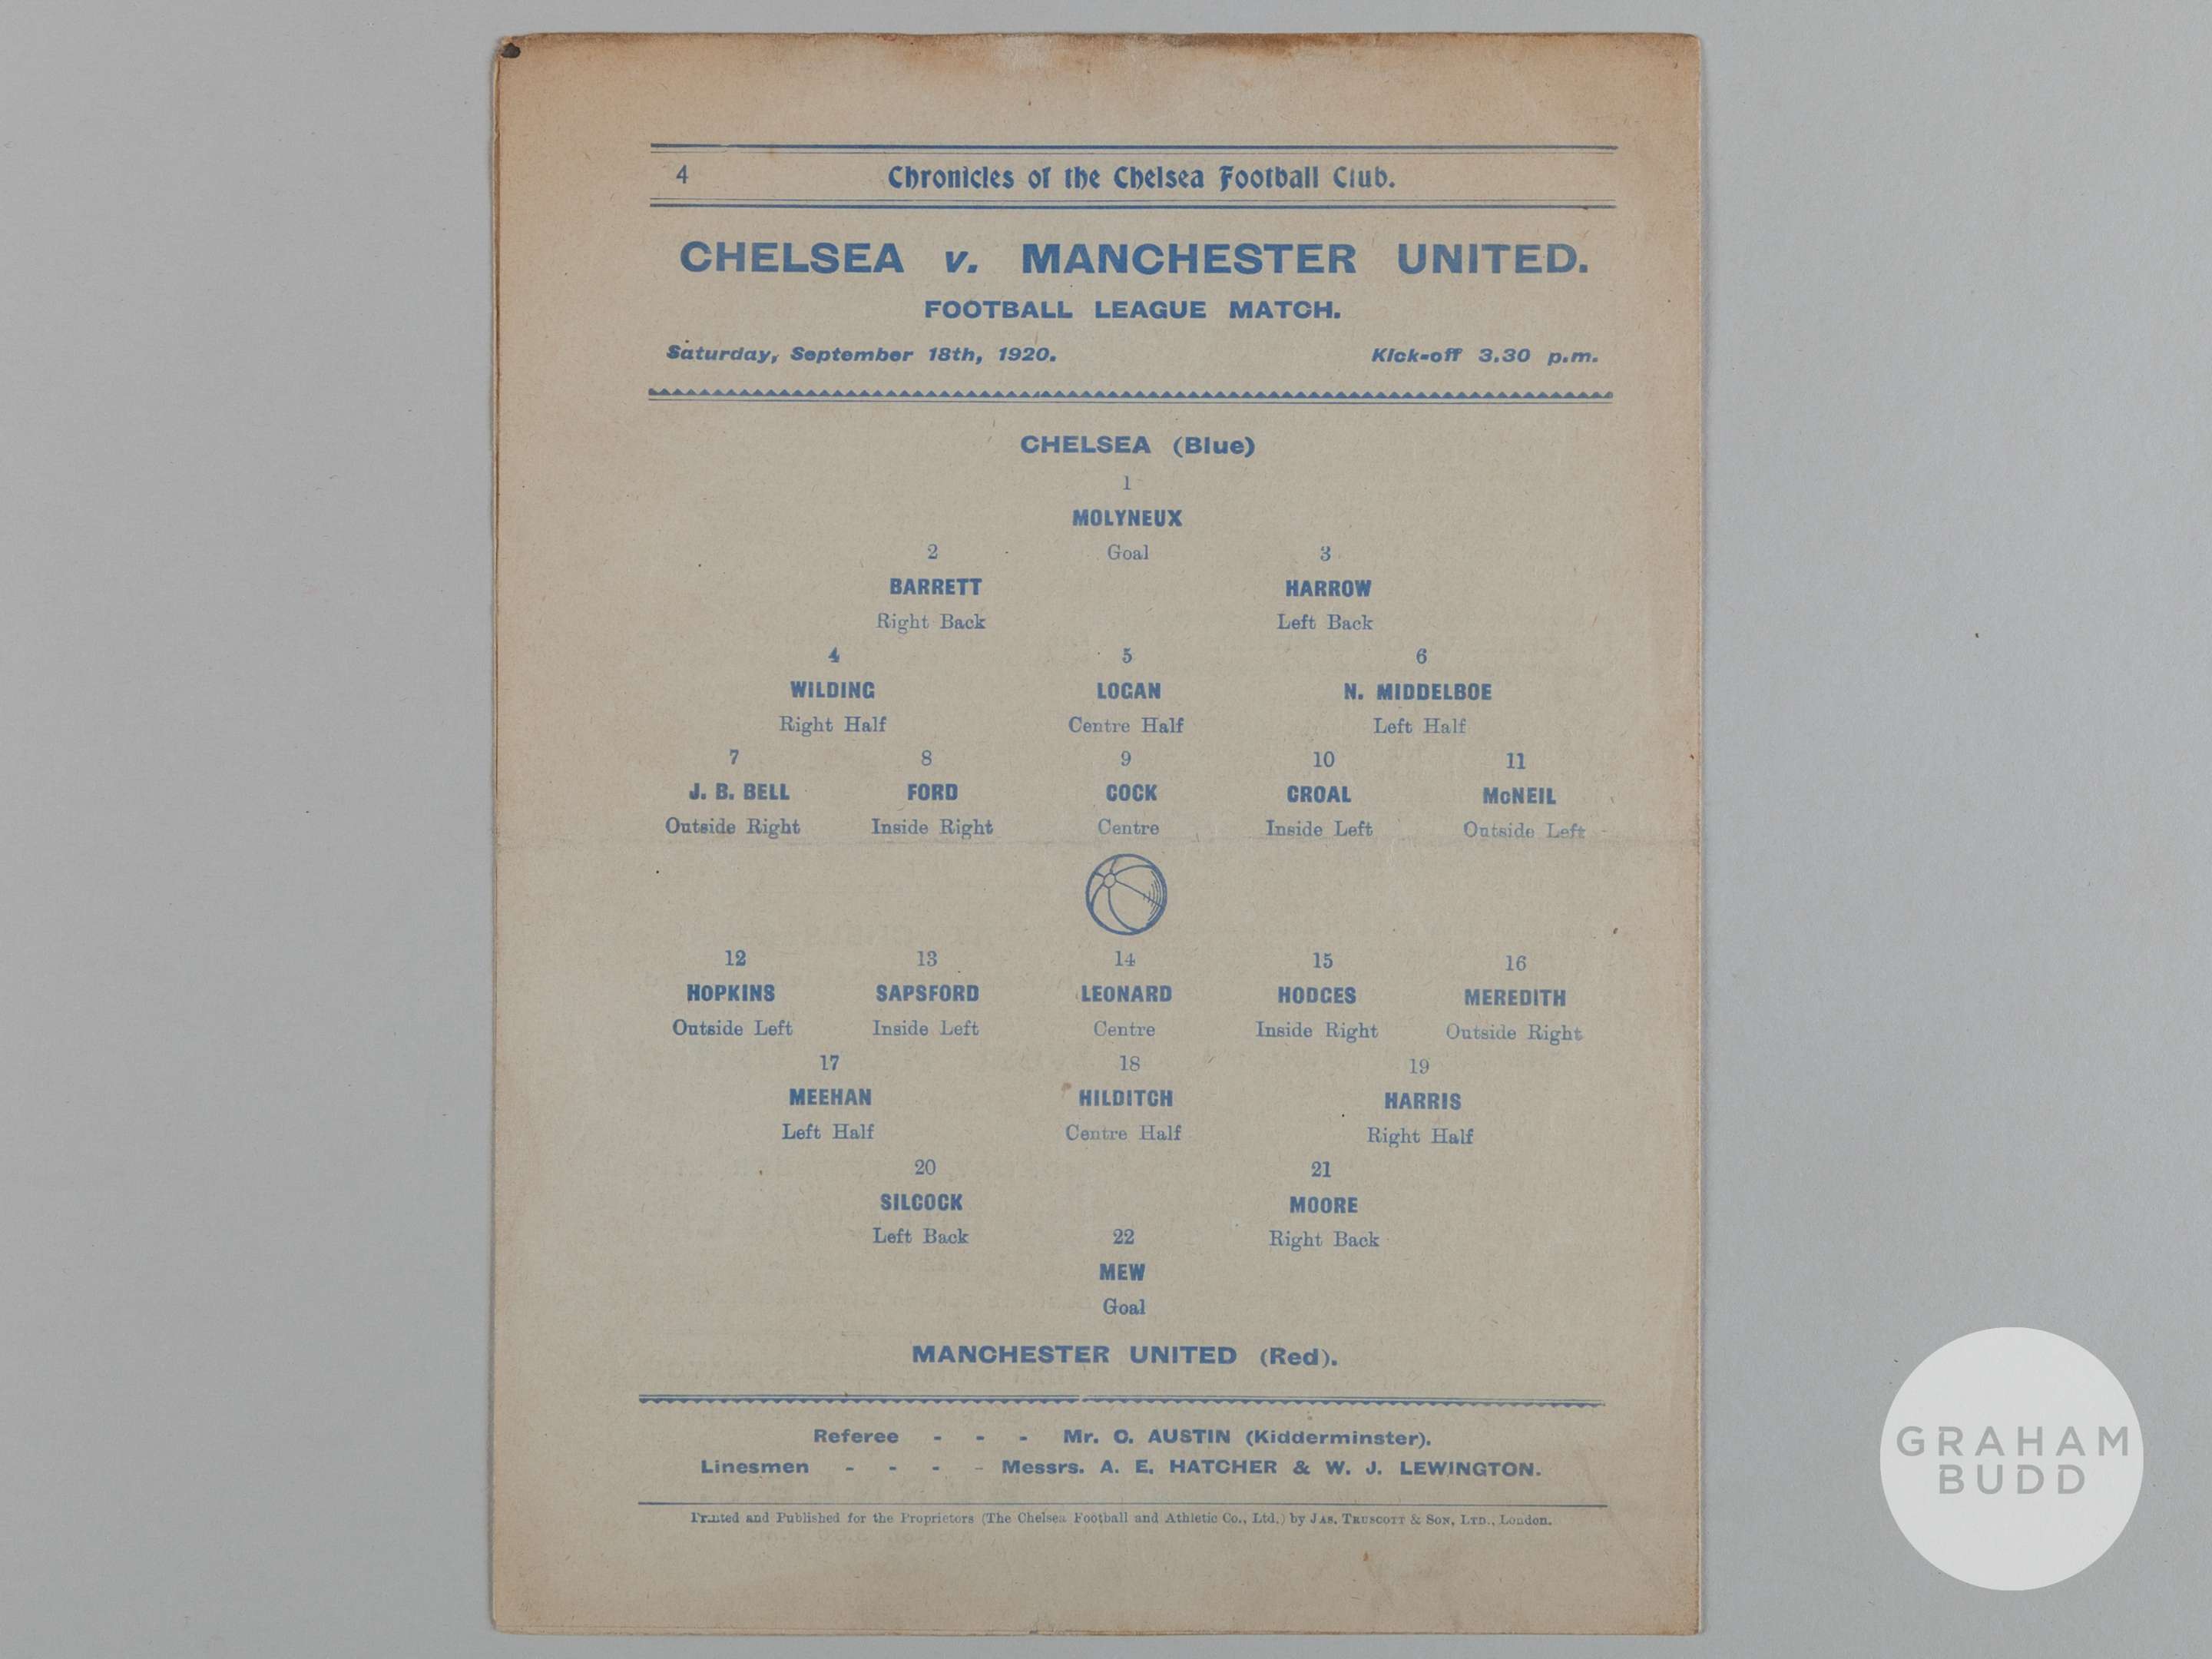 4 Chronicles of the Chelsea Football Club.
CHELSEA v. MANCHESTER UNITED.
FOOTBALL LEAGUE MATCH.
Saturday, September 18th, 1920. Kick-off 3.30 p.m.
CHELSEA (Blue)
1
MOLYNEUX
2 Goal 3
BARRETT HARROW
Right Back Left Back
4 5 6
WILDING LOGAN N. MIDDELBOE
Right Half Centre Half Left Half
7 8 9 10 11
J. B. BELL FORD COCK CROAL McNEIL
Outside Right Inside Right Centre Inside Left Outside Left
12 13 14 15 16
HOPKINS SAPSFORD LEONARD HODGES MEREDITH
Outside Left Inside Left Centre Inside Right Outside Right
17 18 19
MEEHAN HILDITCH HARRIS
Left Half Centre Half Right Half
20 21
SILCOCK MOORE
Left Back 22 Right Back
MEW
Goal
MANCHESTER UNITED (Red).
Referee - - - Mr. C. AUSTIN (Kidderminster).
Linesmen - - - - Messrs. A. E. HATCHER & W. J. LEWINGTON.
Printed and Published for the Proprietors (The Chelsea Football and Athletic Co., Ltd.) by JAS. TRUSCOTT & SON, LTD., London.
GRAHAM
BUDD